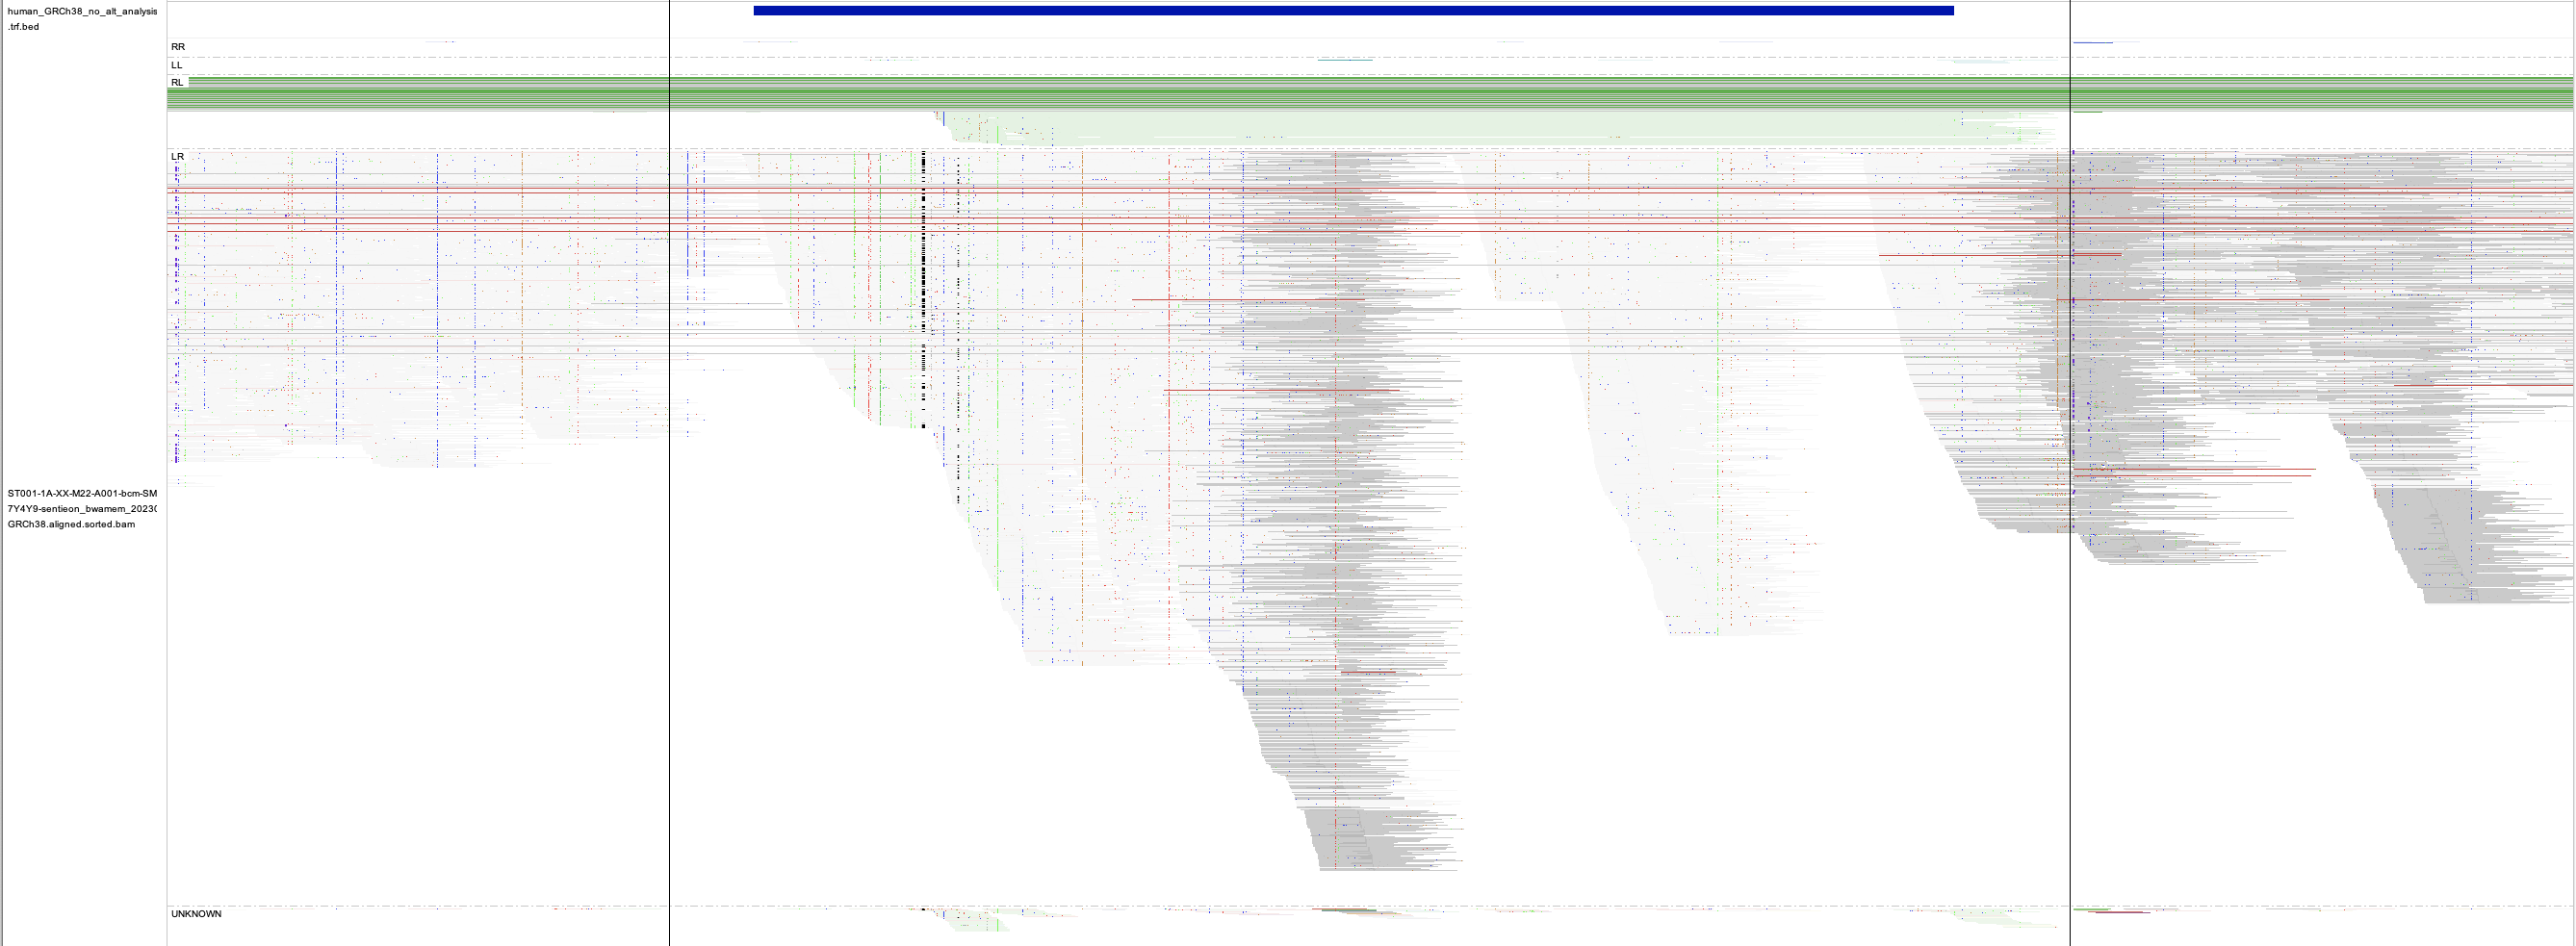 human_GRCh38_no_alt_analysis
.trf.bed
RR
LL
RL
LR
ST001-1A-XX-M22-A001-bcm-SM
7Y4Y9-sentieon_bwamem_2023(
GRCh38.aligned.sorted.bam
UNKNOWN